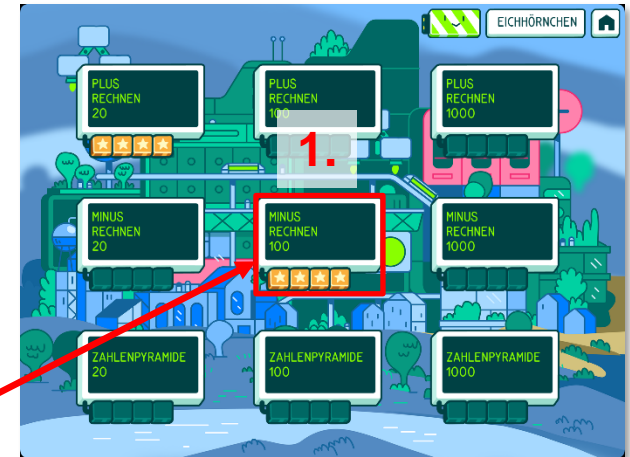 EICHHÖRNCHEN
PLUS
RECHNEN
20
PLUS
RECHNEN
100
PLUS
RECHNEN
1000
1.
MINUS
RECHNEN
20
MINUS
RECHNEN
100
MINUS
RECHNEN
1000
ZAHLENPYRAMIDE
20
ZAHLENPYRAMIDE
100
ZAHLENPYRAMIDE
1000